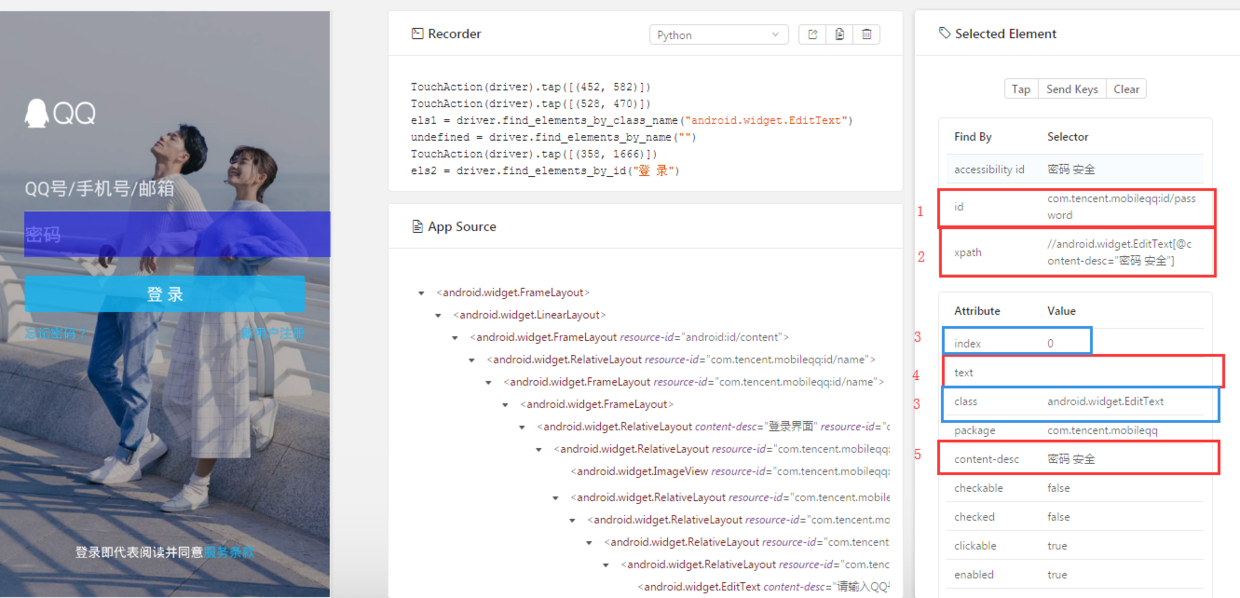 QQ
QQ号/手机号/邮箱
密码
登 录
忘记密码？
新用户注册
登录即代表阅读并同意服务条款
Recorder
Python
TouchAction(driver).tap([(452, 582)])
TouchAction(driver).tap([(528, 470)])
els1 = driver.find_elements_by_class_name("android.widget.EditText")
undefined = driver.find_elements_by_name("")
TouchAction(driver).tap([(358, 1666)])
els2 = driver.find_elements_by_id("登 录")
App Source
<android.widget.FrameLayout>
<android.widget.LinearLayout>
<android.widget.FrameLayout resource-id="android:id/content">
<android.widget.RelativeLayout resource-id="com.tencent.mobileqq:id/name">
<android.widget.FrameLayout resource-id="com.tencent.mobileqq:id/name">
<android.widget.FrameLayout>
<android.widget.RelativeLayout content-desc="登录界面" resource-id="c
<android.widget.RelativeLayout resource-id="com.tencent.mobileqq:
<android.widget.ImageView resource-id="com.tencent.mobileqq:
<android.widget.RelativeLayout resource-id="com.tencent.mobile
<android.widget.RelativeLayout resource-id="com.tencent.mo
<android.widget.RelativeLayout resource-id="com.tencent
<android.widget.RelativeLayout resource-id="com.tenc
<android.widget.EditText content-desc="请输入QQ号
Selected Element
Tap Send Keys Clear
Find By Selector
accessibility id 密码 安全
1 id com.tencent.mobileqq:id/pass
word
2 xpath //android.widget.EditText[@c
ontent-desc="密码 安全"]
Attribute Value
3 index 0
4 text
3 class android.widget.EditText
package com.tencent.mobileqq
5 content-desc 密码 安全
checkable false
checked false
clickable true
enabled true